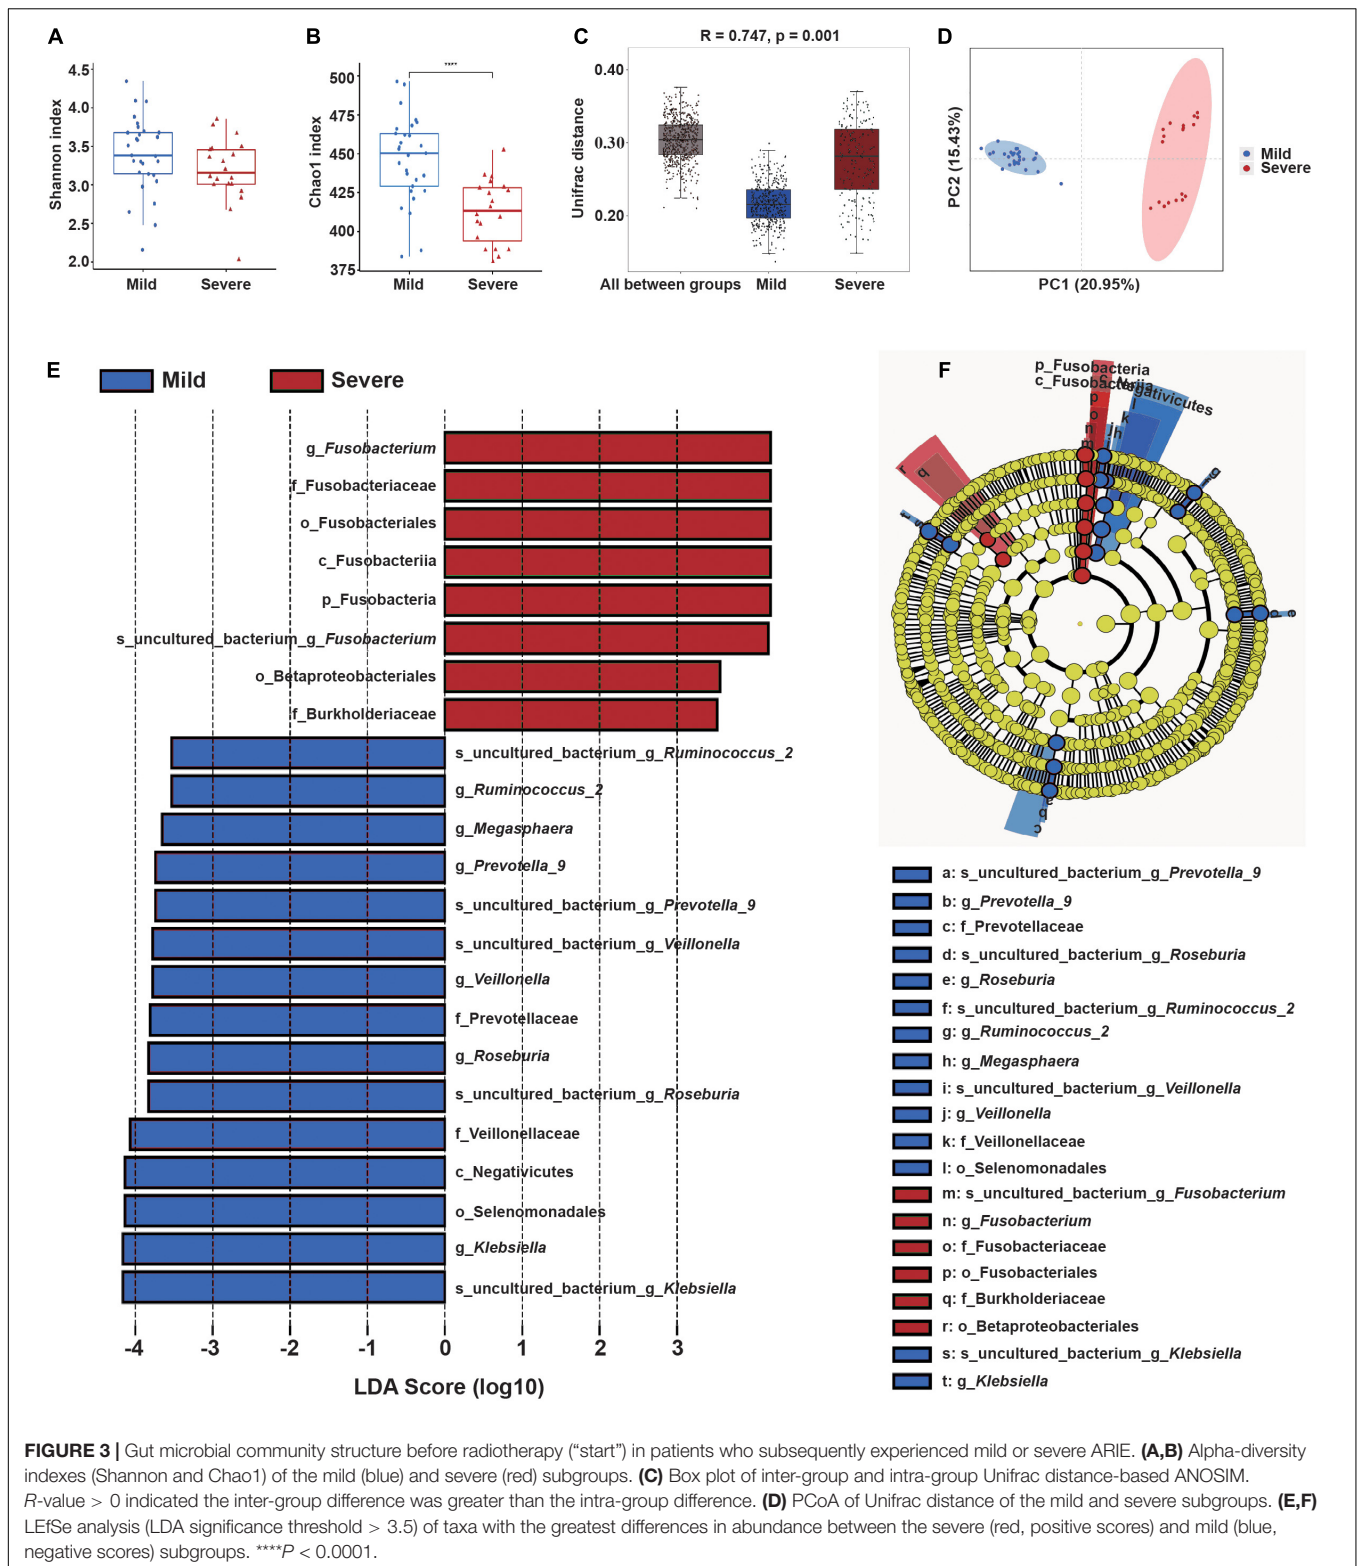 A
Shannon index
4.5
4.0
3.5
3.0
2.5
2.0
Mild
Severe
B
Chao1 index
500
475
450
425
400
375
****
Mild
Severe
C
R = 0.747, p = 0.001
Unifrac distance
0.40
0.30
0.20
All between groups
Mild
Severe
D
PC2 (15.43%)
PC1 (20.95%)
Mild
Severe
E
Mild
Severe
g_Fusobacterium
f_Fusobacteriaceae
o_Fusobacteriales
c_Fusobacteriia
p_Fusobacteria
s_uncultured_bacterium_g_Fusobacterium
o_Betaproteobacteriales
f_Burkholderiaceae
s_uncultured_bacterium_g_Ruminococcus_2
g_Ruminococcus_2
g_Megasphaera
g_Prevotella_9
s_uncultured_bacterium_g_Prevotella_9
s_uncultured_bacterium_g_Veillonella
g_Veillonella
f_Prevotellaceae
g_Roseburia
s_uncultured_bacterium_g_Roseburia
f_Veillonellaceae
c_Negativicutes
o_Selenomonadales
g_Klebsiella
s_uncultured_bacterium_g_Klebsiella
-4 -3 -2 -1 0 1 2 3
LDA Score (log10)
F
p_Fusobacteria
c_Fusobacteriia
c_Negativicutes
p
o
n
m
l
k
j
h
g
r
q
e
b
c
a: s_uncultured_bacterium_g_Prevotella_9
b: g_Prevotella_9
c: f_Prevotellaceae
d: s_uncultured_bacterium_g_Roseburia
e: g_Roseburia
f: s_uncultured_bacterium_g_Ruminococcus_2
g: g_Ruminococcus_2
h: g_Megasphaera
i: s_uncultured_bacterium_g_Veillonella
j: g_Veillonella
k: f_Veillonellaceae
l: o_Selenomonadales
m: s_uncultured_bacterium_g_Fusobacterium
n: g_Fusobacterium
o: f_Fusobacteriaceae
p: o_Fusobacteriales
q: f_Burkholderiaceae
r: o_Betaproteobacteriales
s: s_uncultured_bacterium_g_Klebsiella
t: g_Klebsiella
FIGURE 3 | Gut microbial community structure before radiotherapy (“start”) in patients who subsequently experienced mild or severe ARIE. (A,B) Alpha-diversity
indexes (Shannon and Chao1) of the mild (blue) and severe (red) subgroups. (C) Box plot of inter-group and intra-group Unifrac distance-based ANOSIM.
R-value > 0 indicated the inter-group difference was greater than the intra-group difference. (D) PCoA of Unifrac distance of the mild and severe subgroups. (E,F)
LEfSe analysis (LDA significance threshold > 3.5) of taxa with the greatest differences in abundance between the severe (red, positive scores) and mild (blue,
negative scores) subgroups. ****P < 0.0001.